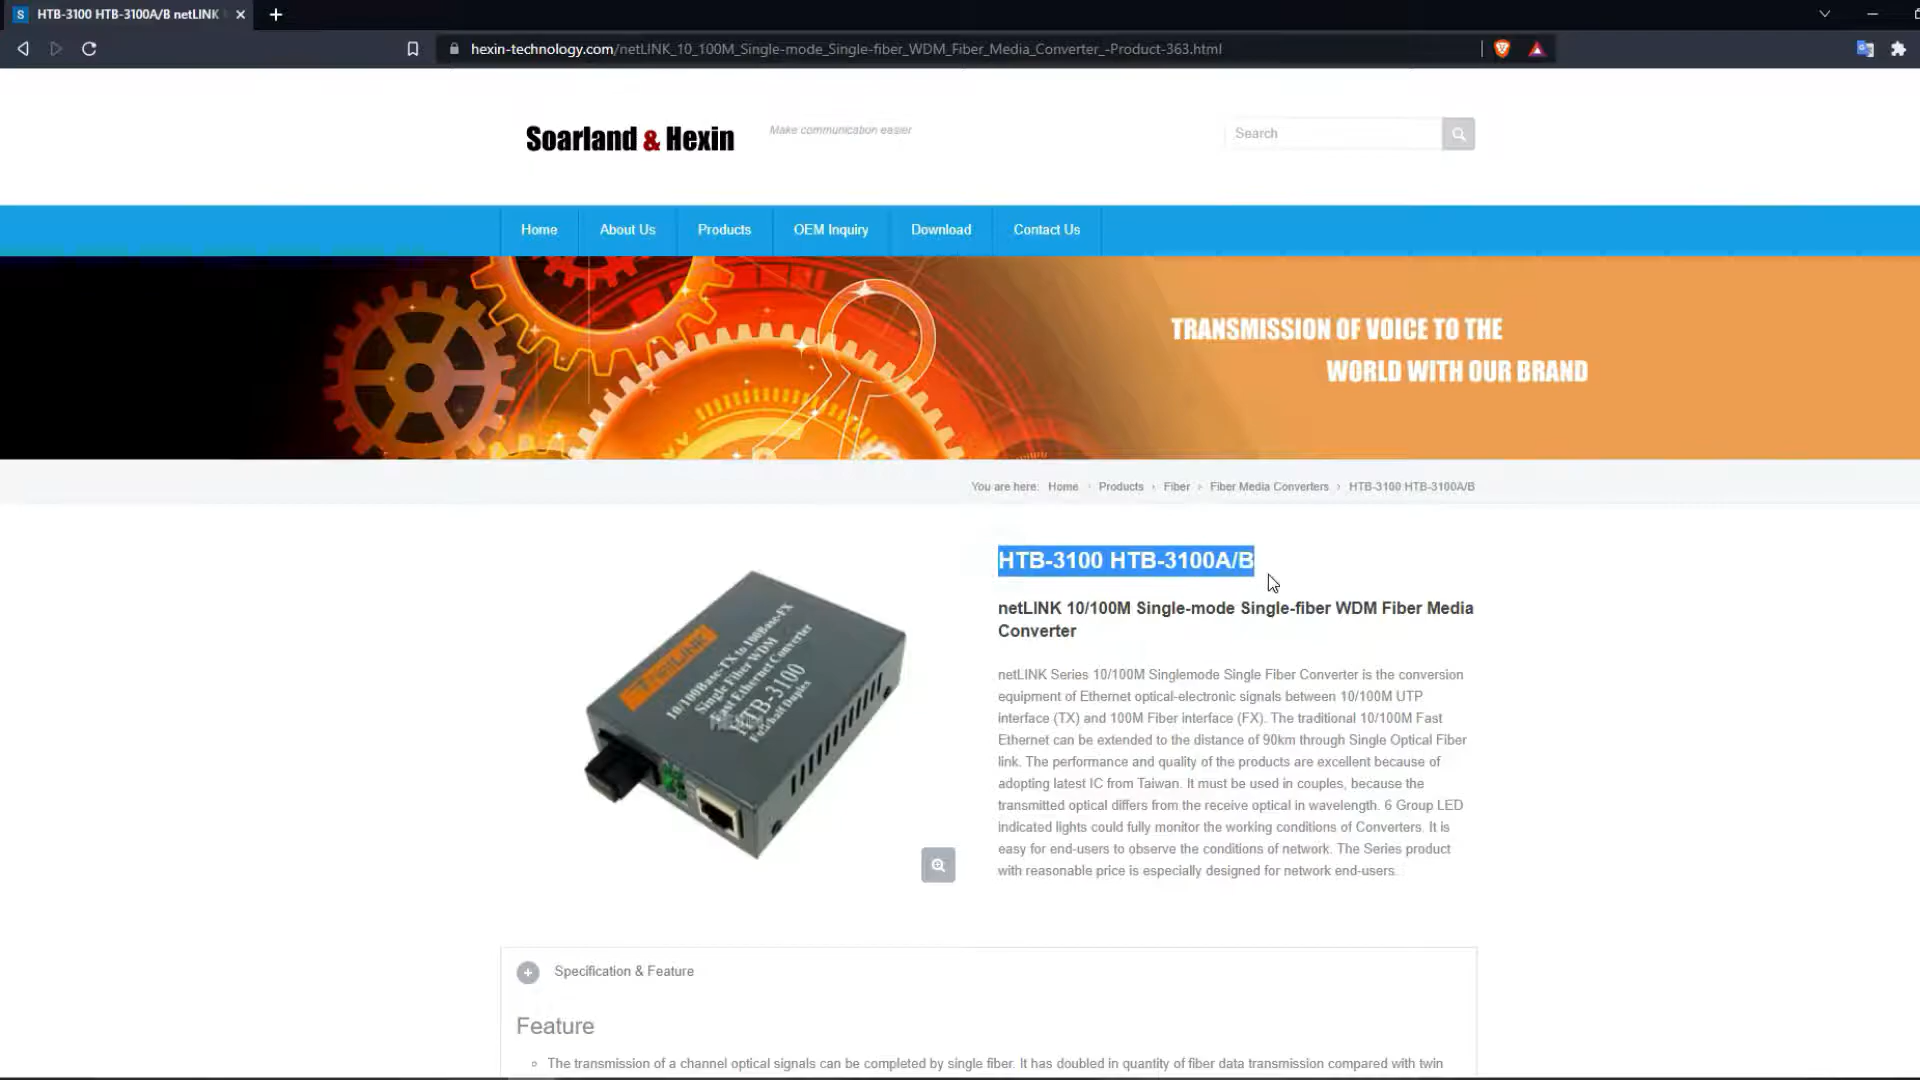 HTB-3100 HTB-3100A/B netLINK
hexin-technology.com/netLINK_10_100M_Single-mode_Single-fiber_WDM_Fiber_Media_Converter_-Product-363.html
Soarland & Hexin
Make communication easier
Search
Home
About Us
Products
OEM Inquiry
Download
Contact Us
TRANSMISSION OF VOICE TO THE
WORLD WITH OUR BRAND
You are here: Home › Products › Fiber › Fiber Media Converters › HTB-3100 HTB-3100A/B
HTB-3100 HTB-3100A/B
netLINK 10/100M Single-mode Single-fiber WDM Fiber Media
Converter
netLINK Series 10/100M Singlemode Single Fiber Converter is the conversion
equipment of Ethernet optical-electronic signals between 10/100M UTP
interface (TX) and 100M Fiber interface (FX). The traditional 10/100M Fast
Ethernet can be extended to the distance of 90km through Single Optical Fiber
link. The performance and quality of the products are excellent because of
adopting latest IC from Taiwan. It must be used in couples, because the
transmitted optical differs from the receive optical in wavelength. 6 Group LED
indicated lights could fully monitor the working conditions of Converters. It is
easy for end-users to observe the conditions of network. The Series product
with reasonable price is especially designed for network end-users.
NetLINK
10/100Base-TX to 100Base-FX
Single Fiber WDM
Fast Ethernet Converter
HTB-3100
Full/half Duplex
Specification & Feature
Feature
The transmission of a channel optical signals can be completed by single fiber. It has doubled in quantity of fiber data transmission compared with twin